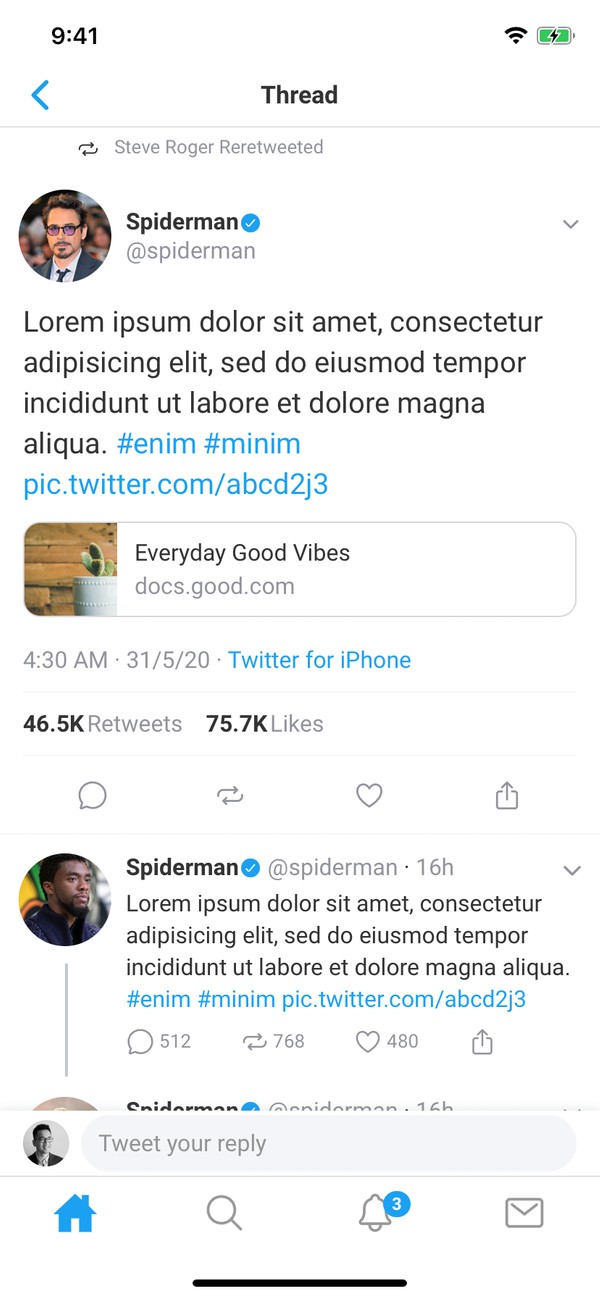 9:41
Thread
Steve Roger Reretweeted
Spiderman
@spiderman
Lorem ipsum dolor sit amet, consectetur
adipisicing elit, sed do eiusmod tempor
incididunt ut labore et dolore magna
aliqua. #enim #minim
pic.twitter.com/abcd2j3
Everyday Good Vibes
docs.good.com
4:30 AM · 31/5/20 · Twitter for iPhone
46.5K Retweets 75.7K Likes
Spiderman @spiderman · 16h
Lorem ipsum dolor sit amet, consectetur
adipisicing elit, sed do eiusmod tempor
incididunt ut labore et dolore magna aliqua.
#enim #minim pic.twitter.com/abcd2j3
512 768 480
Spiderman @spiderman · 16h
Tweet your reply
3